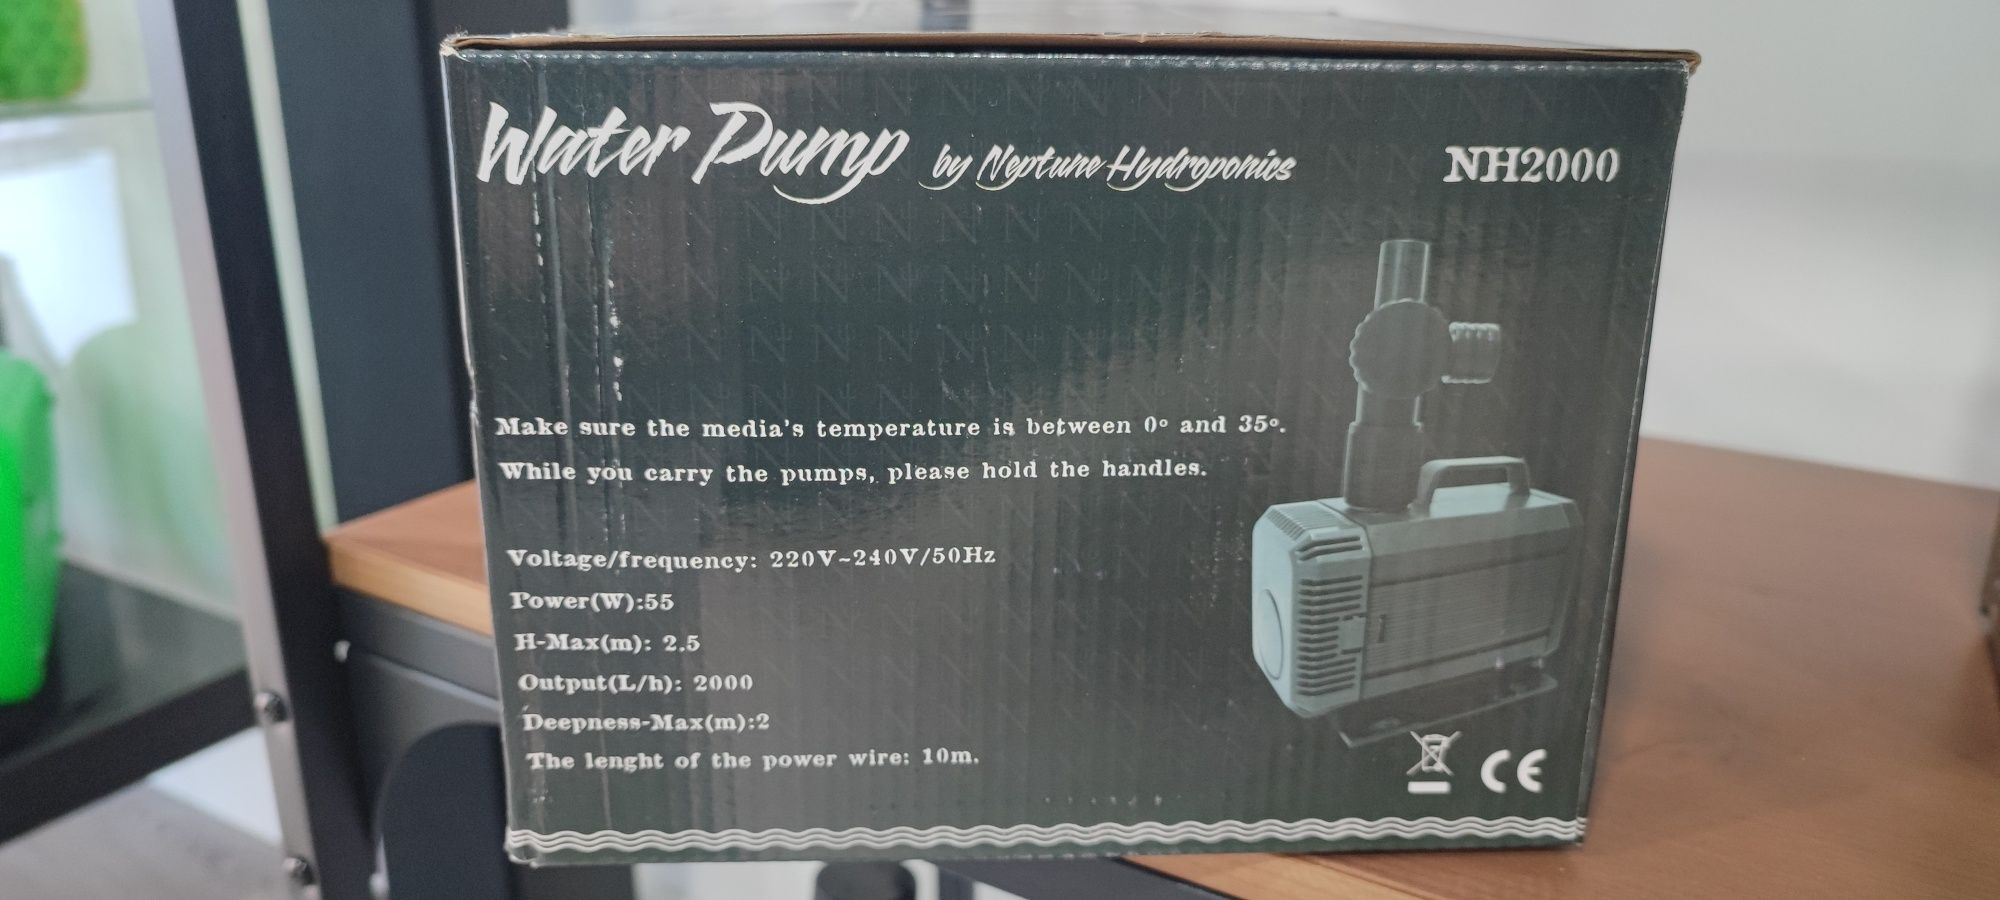 Water Pump by Neptune Hydroponics NH2000
Make sure the media's temperature is between 0° and 35°.
While you carry the pumps, please hold the handles.
Voltage/frequency: 220V~240V/50Hz
Power(W):55
H-Max(m): 2.5
Output(L/h): 2000
Deepness-Max(m):2
The lenght of the power wire: 10m.
CE